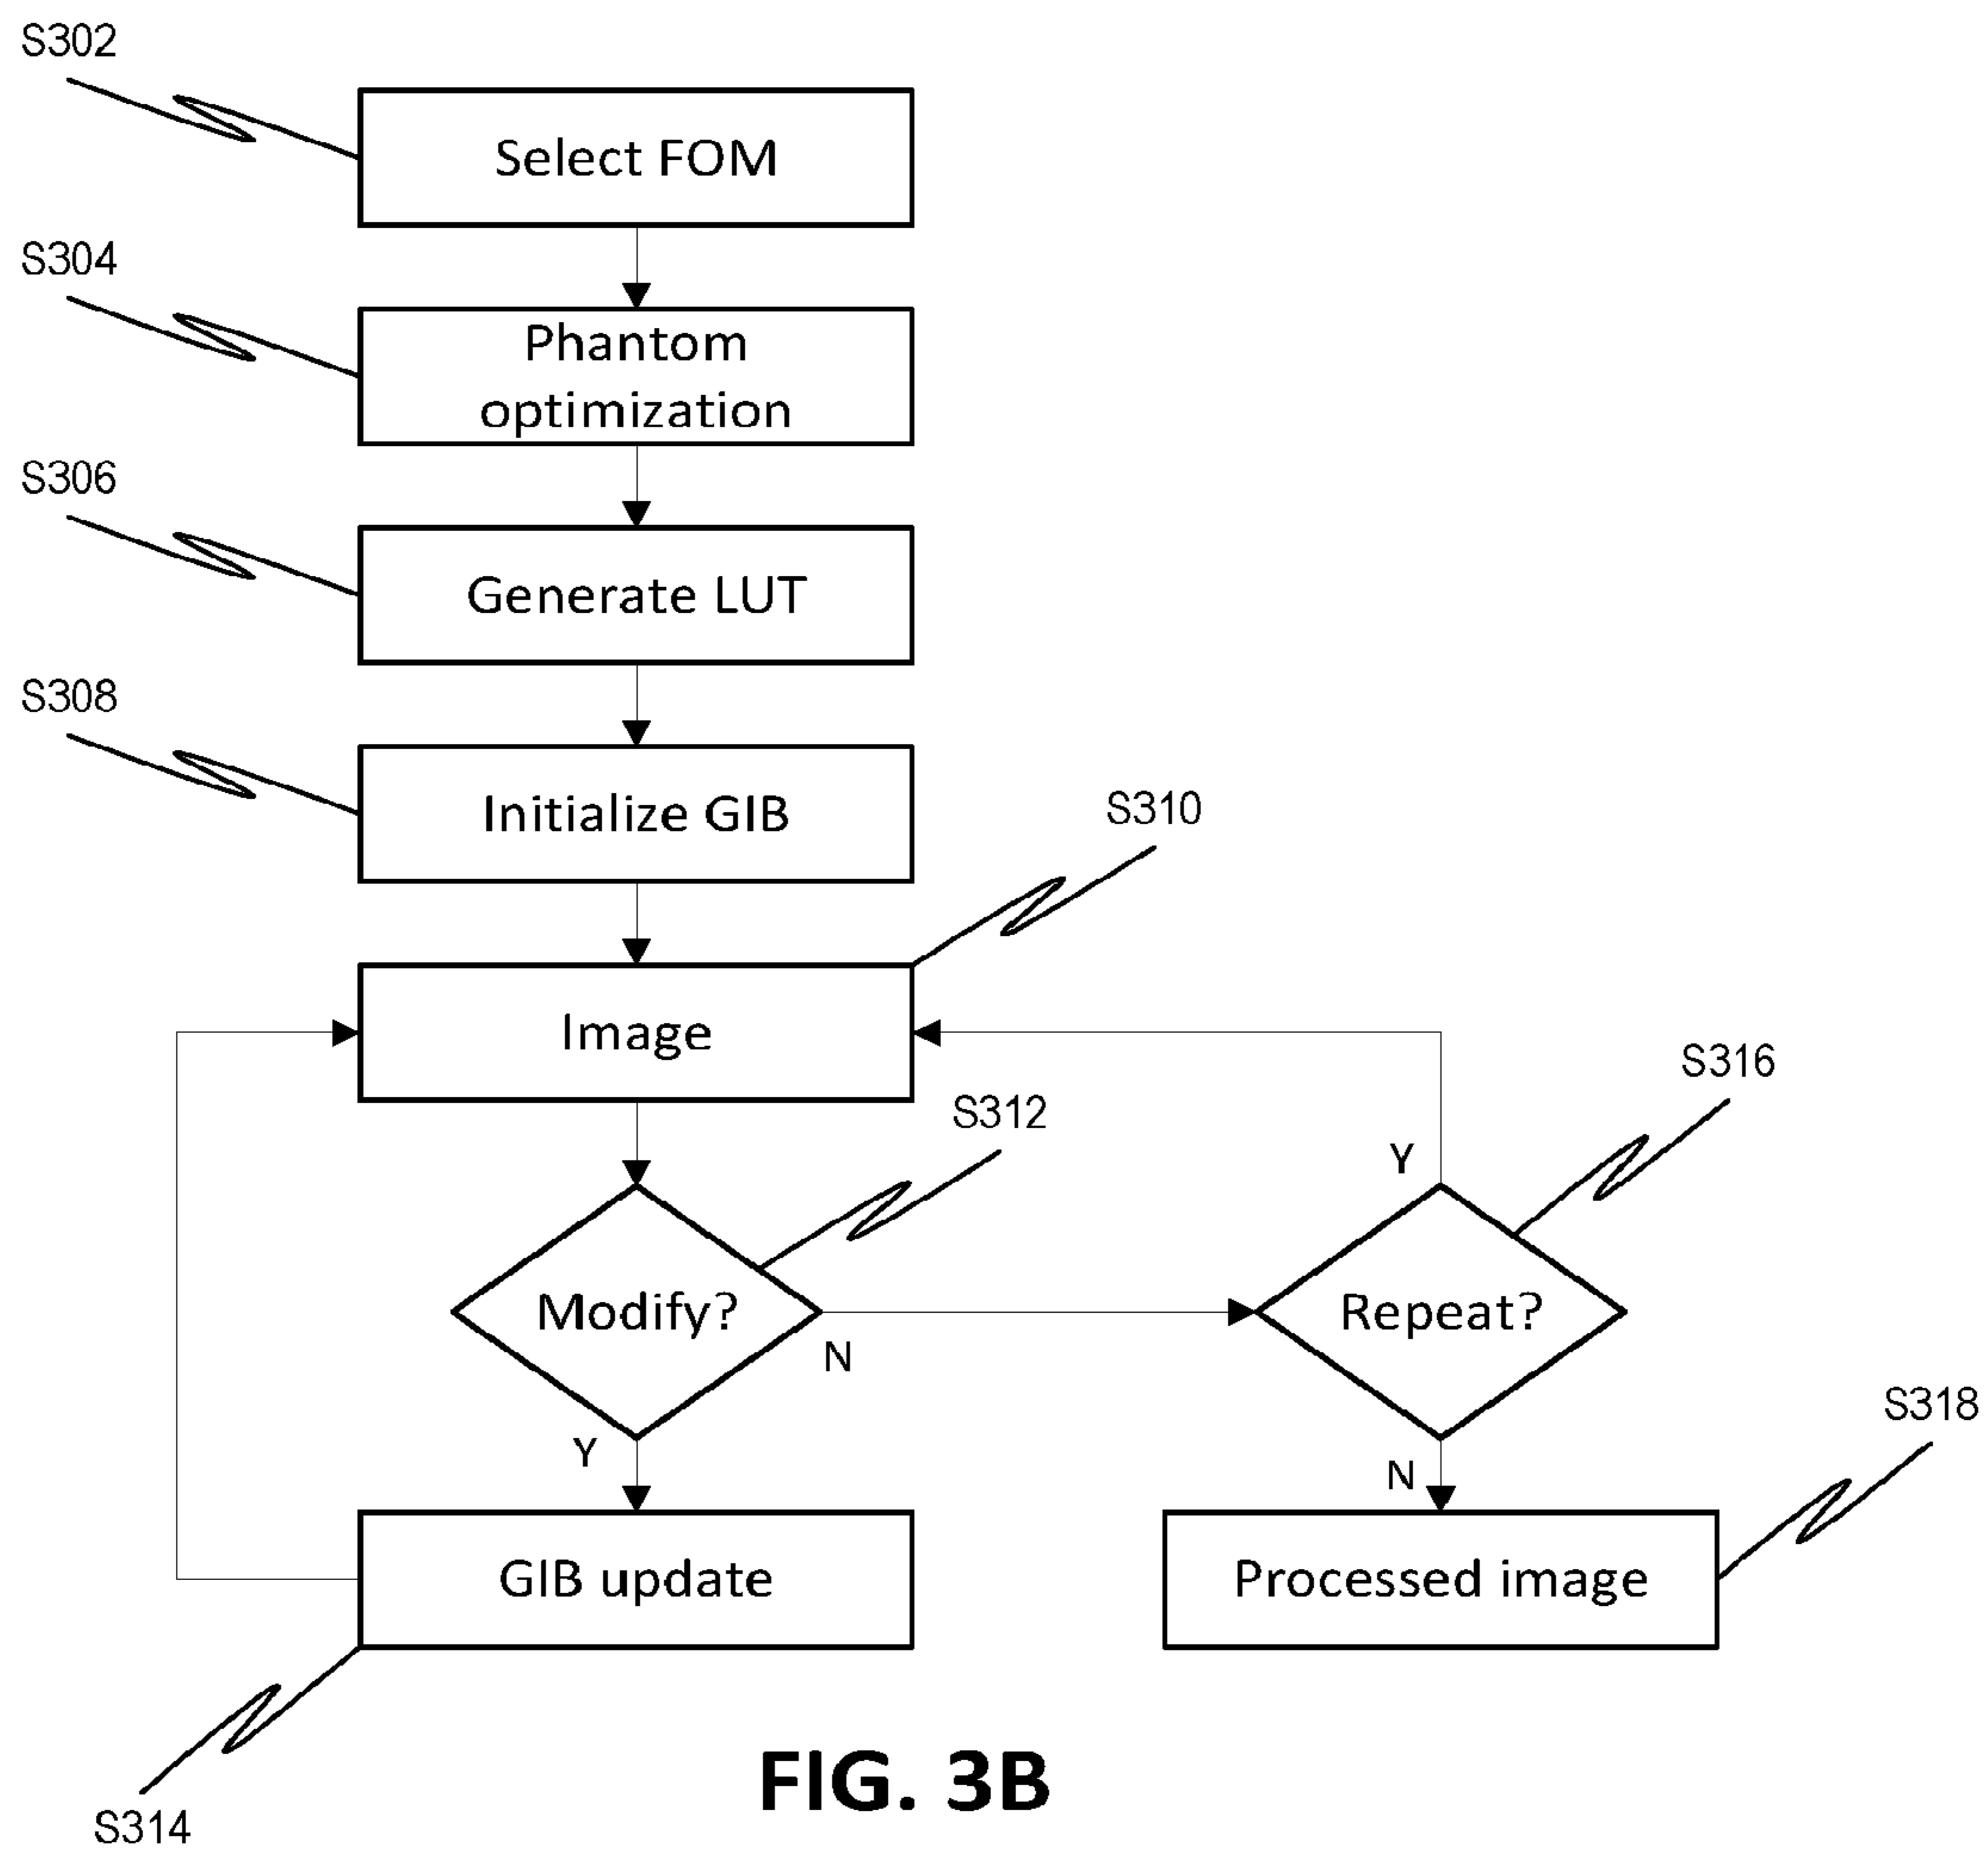 S302
Select FOM
S304
Phantom
optimization
S306
Generate LUT
S308
Initialize GIB
S310
Image
S312
S316
Y
Modify?
N
Repeat?
Y
N
S318
GIB update
Processed image
S314
FIG. 3B